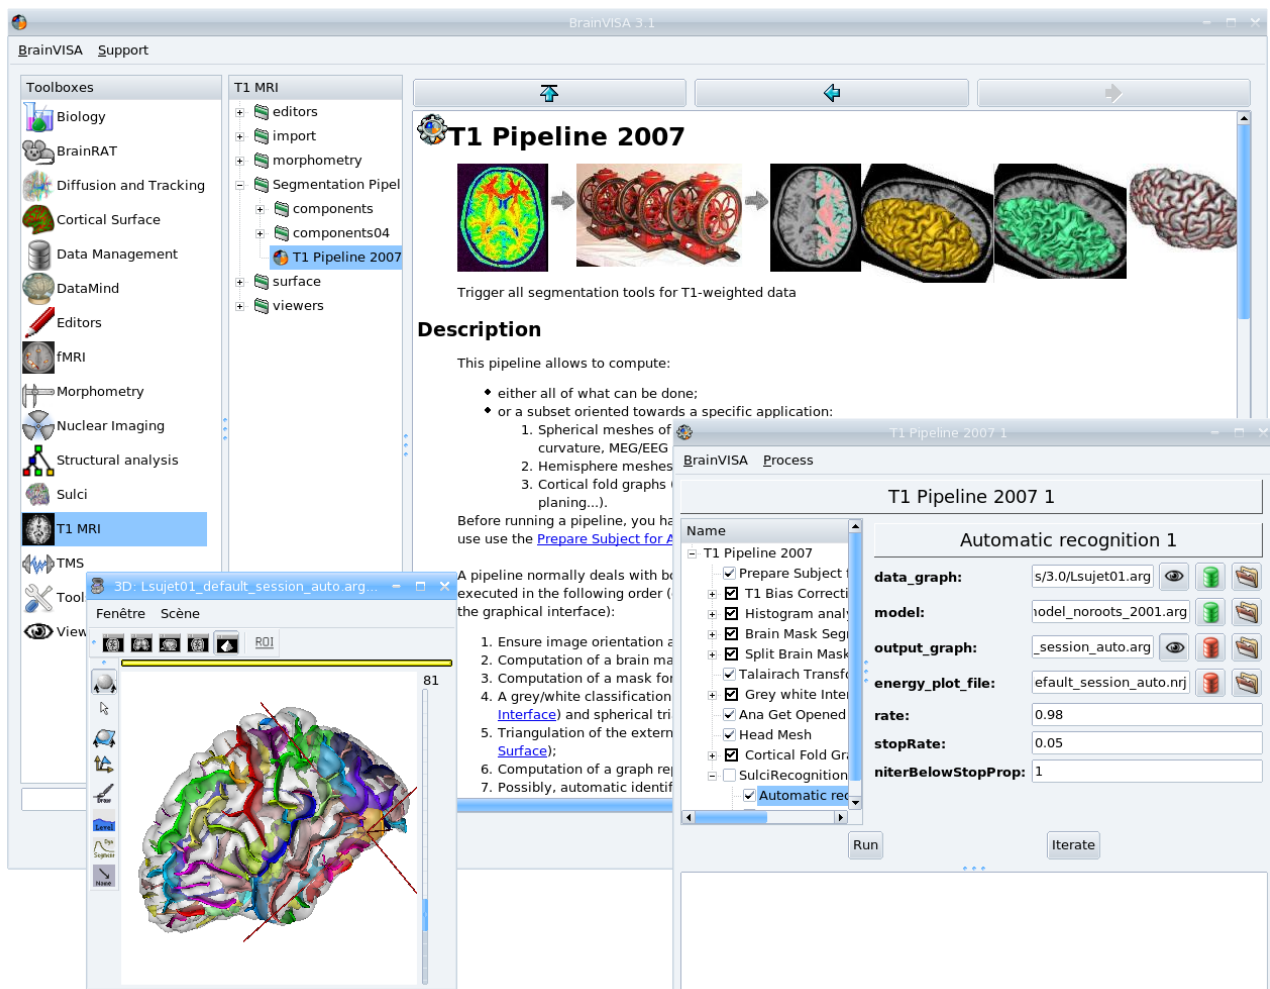 BrainVISA 3.1
BrainVISA Support
Toolboxes
Biology
BrainRAT
Diffusion and Tracking
Cortical Surface
Data Management
DataMind
Editors
fMRI
Morphometry
Nuclear Imaging
Structural analysis
Sulci
T1 MRI
TMS
Tool
View
T1 MRI
editors
import
morphometry
Segmentation Pipel
components
components04
T1 Pipeline 2007
surface
viewers
T1 Pipeline 2007
Trigger all segmentation tools for T1-weighted data
Description
This pipeline allows to compute:
either all of what can be done;
or a subset oriented towards a specific application:
1. Spherical meshes of
curvature, MEG/EEG
2. Hemisphere meshes
3. Cortical fold graphs (
planing...).
Before running a pipeline, you ha
use use the Prepare Subject for A
A pipeline normally deals with bo
executed in the following order (
the graphical interface):
1. Ensure image orientation a
2. Computation of a brain ma
3. Computation of a mask for
4. A grey/white classification
Interface) and spherical tri
5. Triangulation of the extern
Surface);
6. Computation of a graph rep
7. Possibly, automatic identif
3D: Lsujet01_default_session_auto.arg...
Fenêtre Scène
ROI
81
Draw
Level
Dyn
Segment
Name
T1 Pipeline 2007 1
BrainVISA Process
T1 Pipeline 2007 1
Name
T1 Pipeline 2007
Prepare Subject f
T1 Bias Correcti
Histogram analy
Brain Mask Seg
Split Brain Mask
Talairach Transfo
Grey white Inte
Ana Get Opened
Head Mesh
Cortical Fold Gra
SulciRecognition
Automatic rec
Automatic recognition 1
data_graph: s/3.0/Lsujet01.arg
model: nodel_noroots_2001.arg
output_graph: _session_auto.arg
energy_plot_file: efault_session_auto.nrj
rate: 0.98
stopRate: 0.05
niterBelowStopProp: 1
Run Iterate